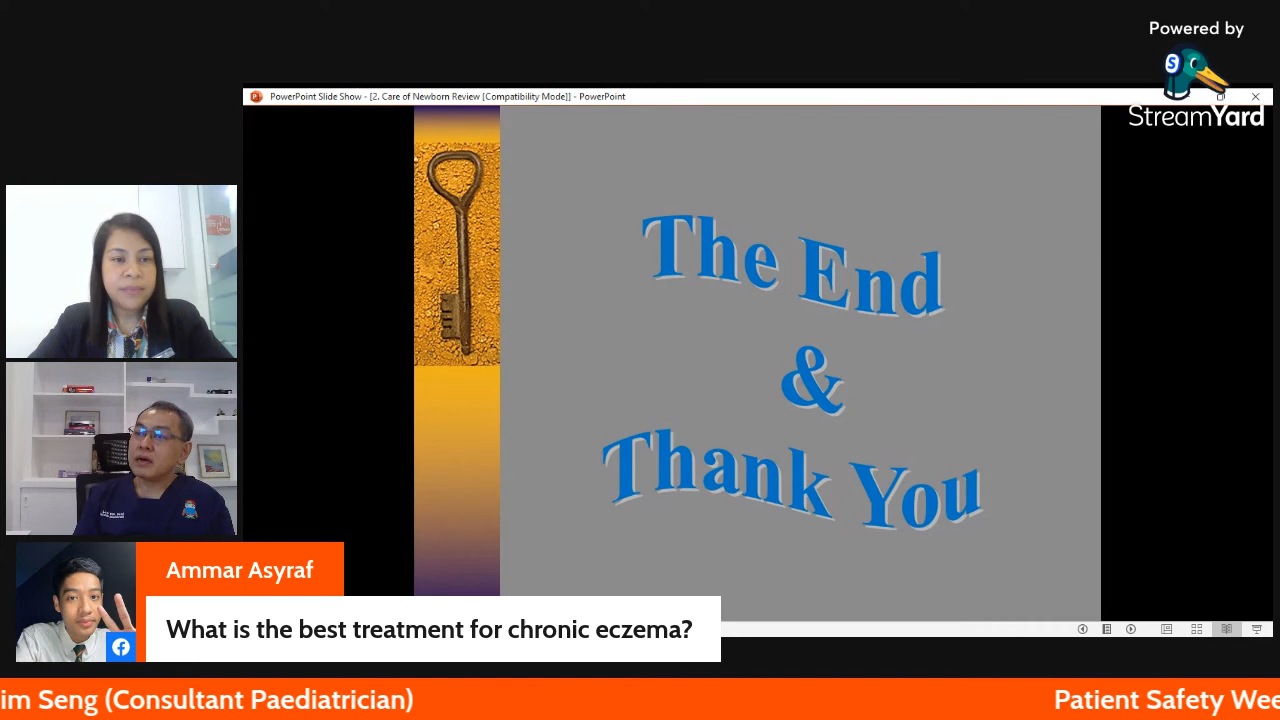 Powered by
StreamYard
PowerPoint Slide Show - [2. Care of Newborn Review [Compatibility Mode]] - PowerPoint
The End
&
Thank You
Ammar Asyraf
What is the best treatment for chronic eczema?
im Seng (Consultant Paediatrician)
Patient Safety Wee